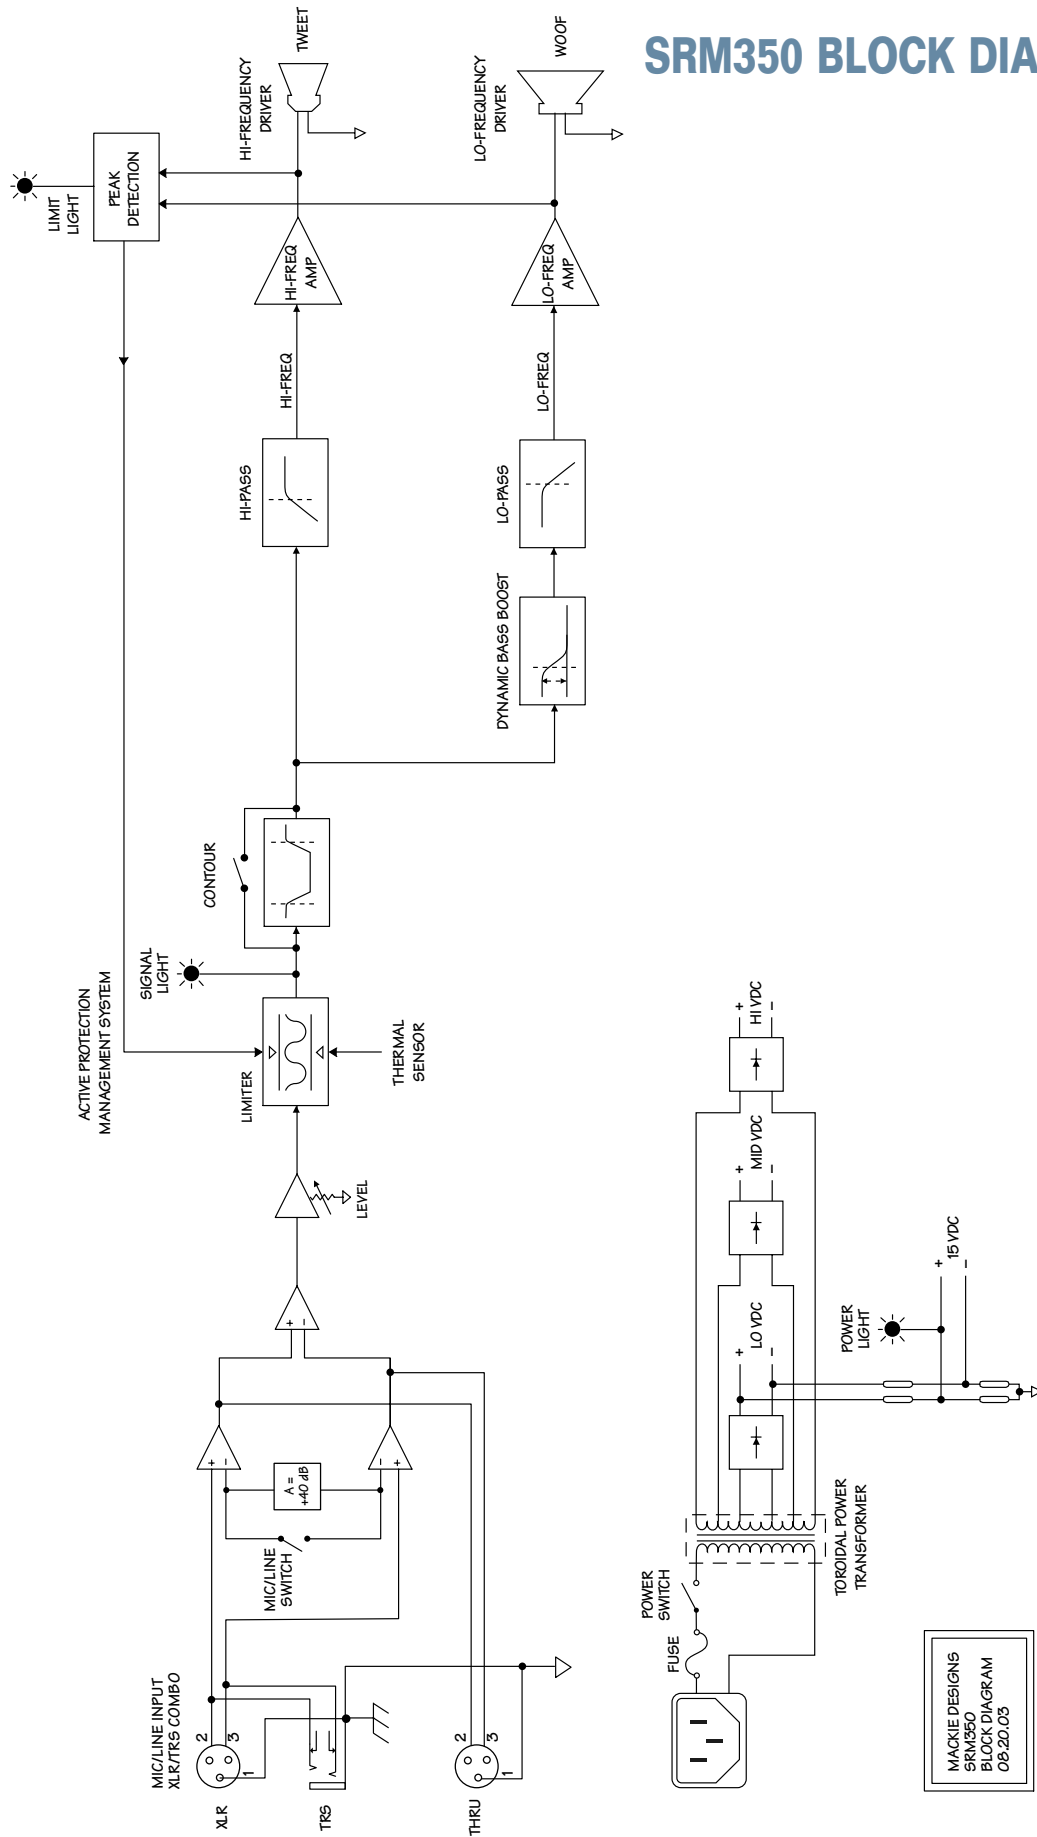 SRM350 BLOCK DIA
MIC/LINE INPUT
XLR/TRS COMBO
XLR
2
3
1
TRS
THRU
2
3
1
MIC/LINE
SWITCH
A =
+40 dB
+
−
−
+
+
−
LEVEL
LIMITER
THERMAL
SENSOR
ACTIVE PROTECTION
MANAGEMENT SYSTEM
SIGNAL
LIGHT
CONTOUR
HI-PASS
HI-FREQ
HI-FREQ
AMP
HI-FREQUENCY
DRIVER
TWEET
DYNAMIC BASS BOOST
LO-PASS
LO-FREQ
LO-FREQ
AMP
LO-FREQUENCY
DRIVER
WOOF
PEAK
DETECTION
LIMIT
LIGHT
FUSE
POWER
SWITCH
TOROIDAL POWER
TRANSFORMER
+
LO VDC
−
+
MID VDC
−
+
HI VDC
−
POWER
LIGHT
+
15 VDC
−
MACKIE DESIGNS
SRM350
BLOCK DIAGRAM
08.20.03